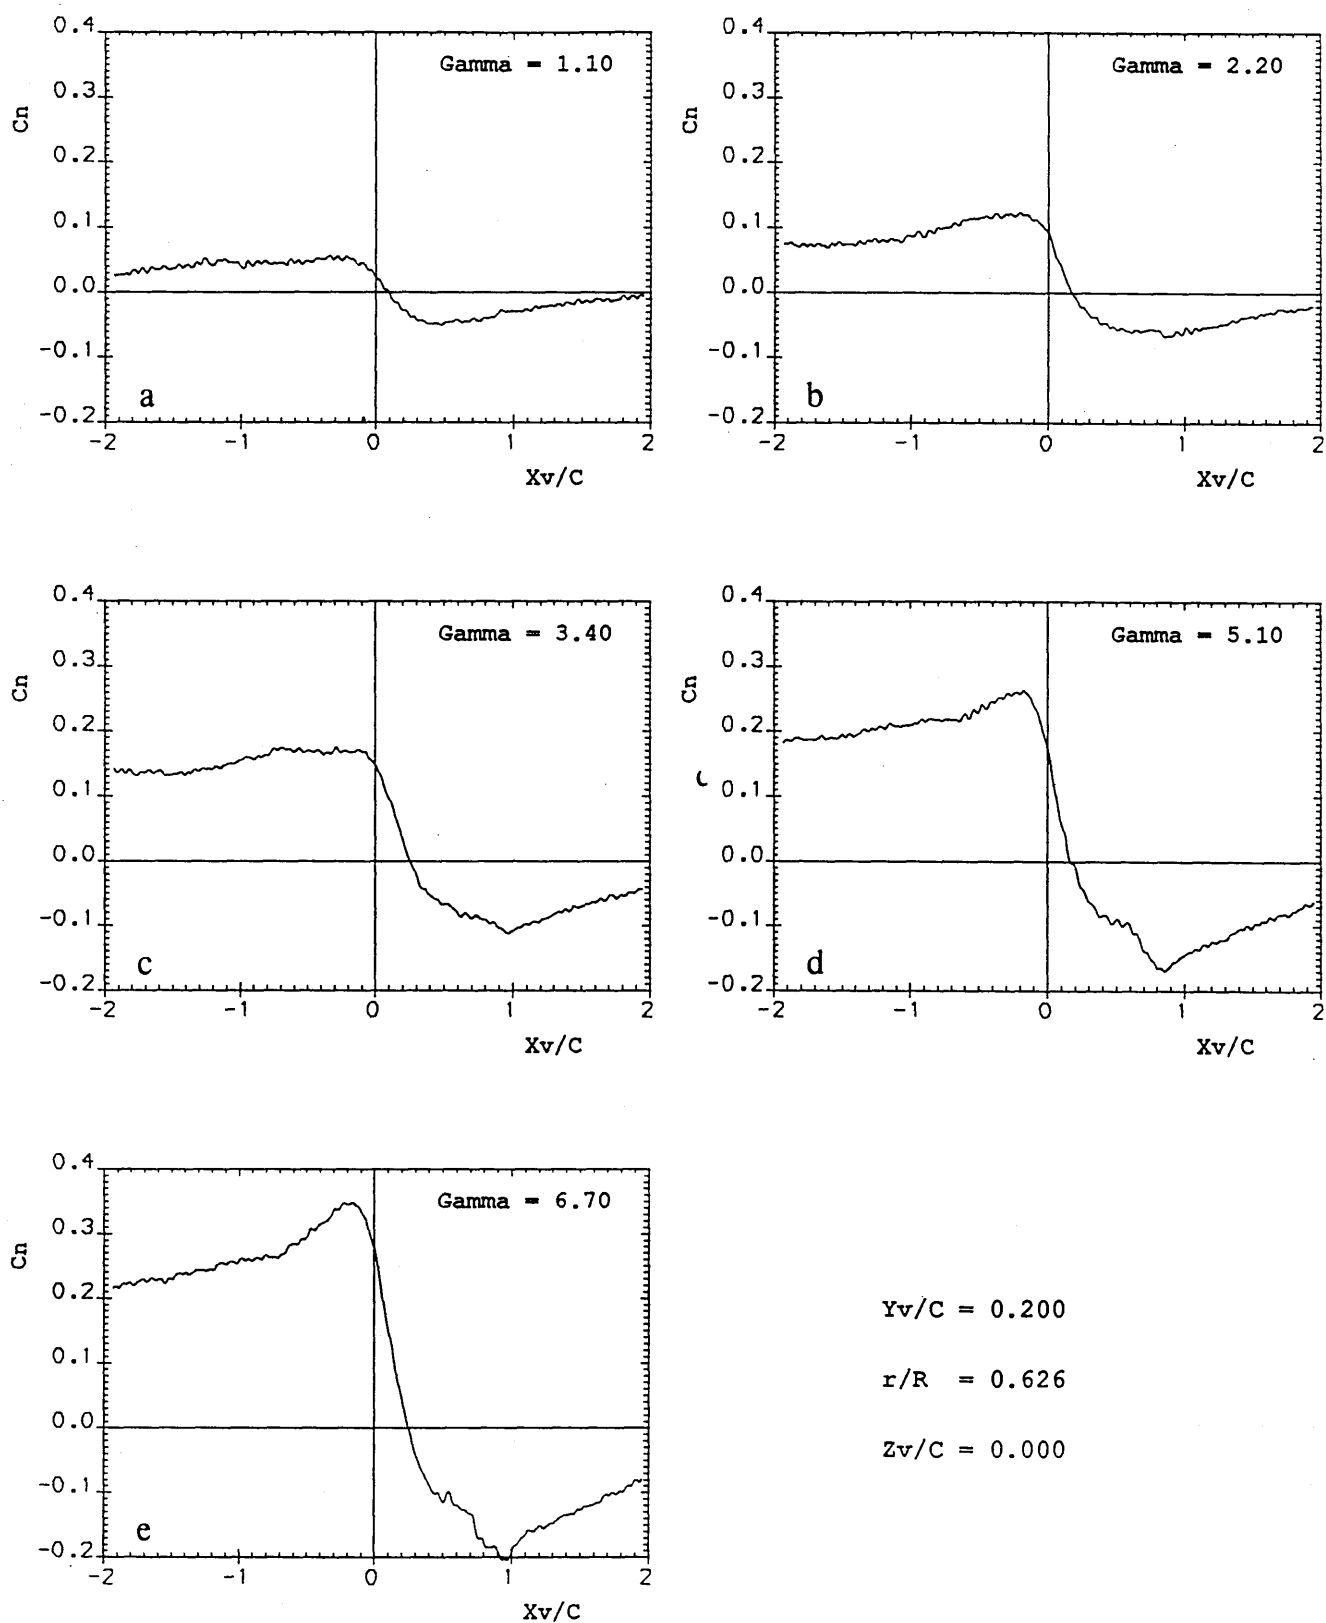 0.4
0.3
0.2
0.1
0.0
-0.1
-0.2
Cn
Gamma = 1.10
a
-2 -1 0 1 2
Xv/C
0.4
0.3
0.2
0.1
0.0
-0.1
-0.2
Cn
Gamma = 2.20
b
-2 -1 0 1 2
Xv/C
0.4
0.3
0.2
0.1
0.0
-0.1
-0.2
Cn
Gamma = 3.40
c
-2 -1 0 1 2
Xv/C
0.4
0.3
0.2
0.1
0.0
-0.1
-0.2
Cn
Gamma = 5.10
d
-2 -1 0 1 2
Xv/C
0.4
0.3
0.2
0.1
0.0
-0.1
-0.2
Cn
Gamma = 6.70
e
-2 -1 0 1 2
Xv/C
Yv/C = 0.200
r/R = 0.626
Zv/C = 0.000